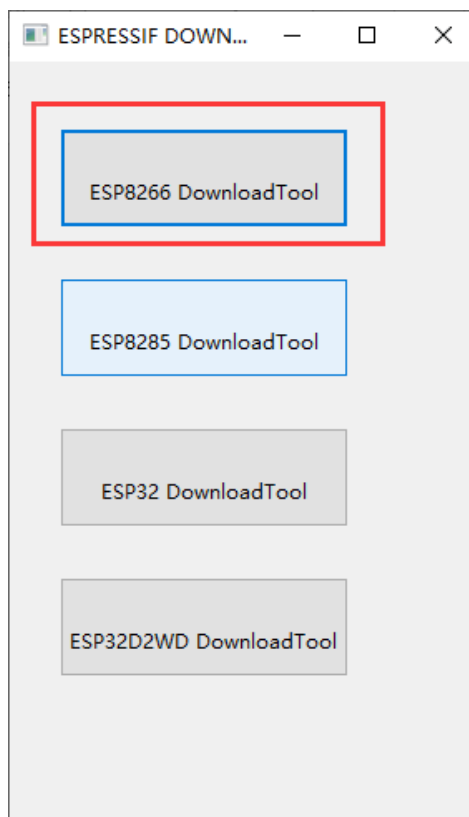 ESPRESSIF DOWN...
ESP8266 DownloadTool
ESP8285 DownloadTool
ESP32 DownloadTool
ESP32D2WD DownloadTool